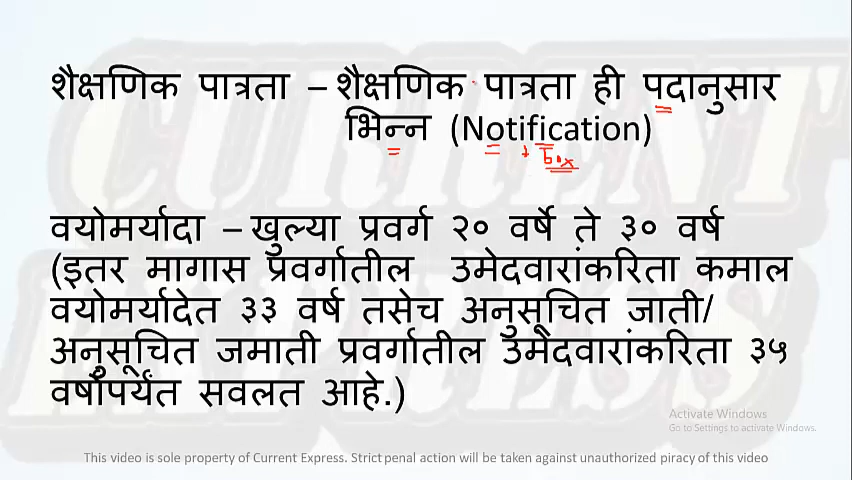 शैक्षणिक पात्रता – शैक्षणिक पात्रता ही पदानुसार
भिन्न (Notification)
वयोमर्यादा – खुल्या प्रवर्ग २० वर्षे ते ३० वर्ष
(इतर मागास प्रवर्गातील उमेदवारांकरिता कमाल
वयोमर्यादेत ३३ वर्ष तसेच अनुसूचित जाती/
अनुसूचित जमाती प्रवर्गातील उमेदवारांकरिता ३५
वर्षांपर्यंत सवलत आहे.)
Activate Windows
Go to Settings to activate Windows.
This video is sole property of Current Express. Strict penal action will be taken against unauthorized piracy of this video